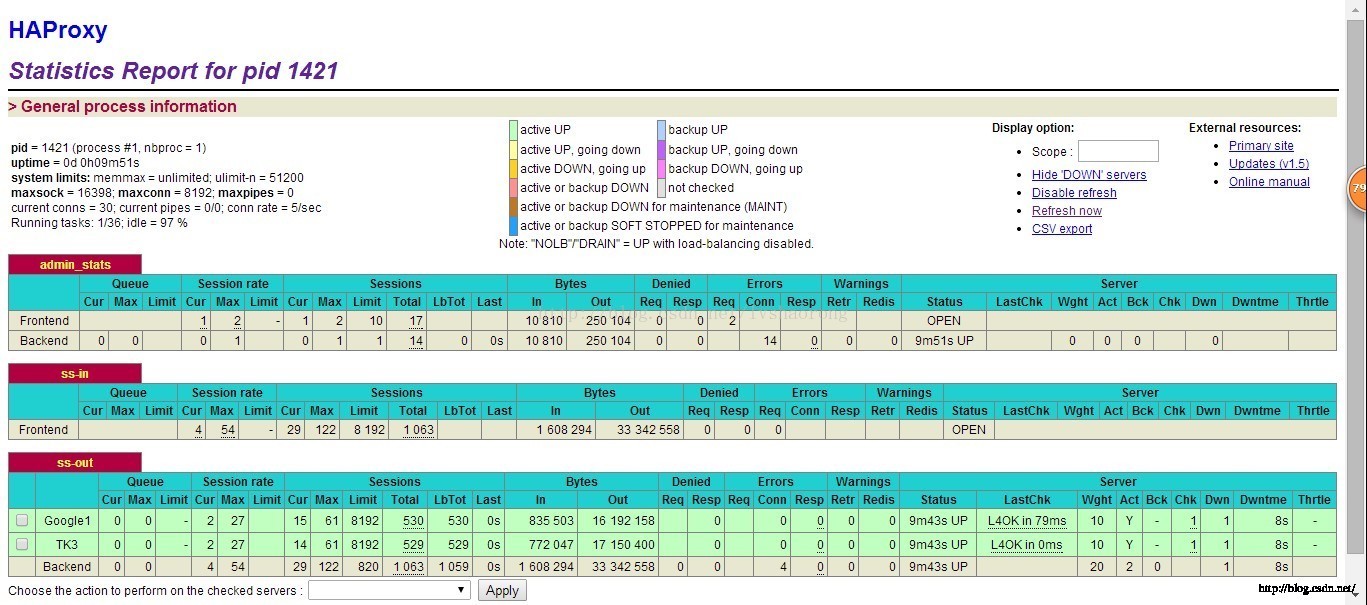 HAProxy
Statistics Report for pid 1421
> General process information
pid = 1421 (process #1, nbproc = 1)
uptime = 0d 0h09m51s
system limits: memmax = unlimited; ulimit-n = 51200
maxsock = 16398; maxconn = 8192; maxpipes = 0
current conns = 30; current pipes = 0/0; conn rate = 5/sec
Running tasks: 1/36; idle = 97 %
active UP backup UP
active UP, going down backup UP, going down
active DOWN, going up backup DOWN, going up
active or backup DOWN not checked
active or backup DOWN for maintenance (MAINT)
active or backup SOFT STOPPED for maintenance
Note: "NOLB"/"DRAIN" = UP with load-balancing disabled.
Display option:
• Scope :
• Hide 'DOWN' servers
• Disable refresh
• Refresh now
• CSV export
External resources:
• Primary site
• Updates (v1.5)
• Online manual
79
admin_stats
Queue Session rate Sessions Bytes Denied Errors Warnings Server
Cur Max Limit Cur Max Limit Cur Max Limit Total LbTot Last In Out Req Resp Req Conn Resp Retr Redis Status LastChk Wght Act Bck Chk Dwn Dwntme Thrtle
Frontend 1 2 - 1 2 10 17 10 810 250 104 0 0 2 OPEN
Backend 0 0 0 1 0 1 1 14 0 0s 10 810 250 104 0 0 14 0 0 0 9m51s UP 0 0 0 0
ss-in
Queue Session rate Sessions Bytes Denied Errors Warnings Server
Cur Max Limit Cur Max Limit Cur Max Limit Total LbTot Last In Out Req Resp Req Conn Resp Retr Redis Status LastChk Wght Act Bck Chk Dwn Dwntme Thrtle
Frontend 4 54 - 29 122 8 192 1 063 1 608 294 33 342 558 0 0 0 OPEN
ss-out
Queue Session rate Sessions Bytes Denied Errors Warnings Server
Cur Max Limit Cur Max Limit Cur Max Limit Total LbTot Last In Out Req Resp Req Conn Resp Retr Redis Status LastChk Wght Act Bck Chk Dwn Dwntme Thrtle
Google1 0 0 - 2 27 15 61 8192 530 530 0s 835 503 16 192 158 0 0 0 0 0 9m43s UP L4OK in 79ms 10 Y - 1 1 8s -
TK3 0 0 - 2 27 14 61 8192 529 529 0s 772 047 17 150 400 0 0 0 0 0 9m43s UP L4OK in 0ms 10 Y - 1 1 8s -
Backend 0 0 4 54 29 122 820 1 063 1 059 0s 1 608 294 33 342 558 0 0 4 0 0 0 9m43s UP 20 2 0 1 8s
Choose the action to perform on the checked servers : Apply
http://blog.csdn.net/